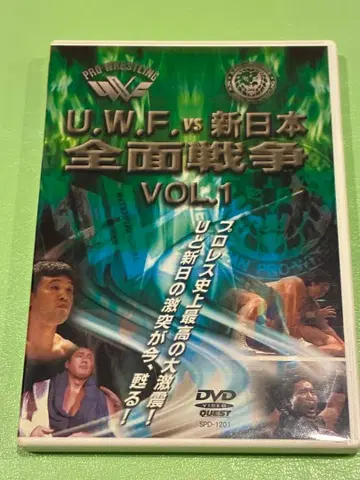 PRO WRESTLING
UWF
U.W.F. vs 新日本
全面戦争
VOL.1
プロレス史上最高の大激震!
Uと新日の激突が今、甦る!
DVD
VIDEO
QUEST
SPD-1201